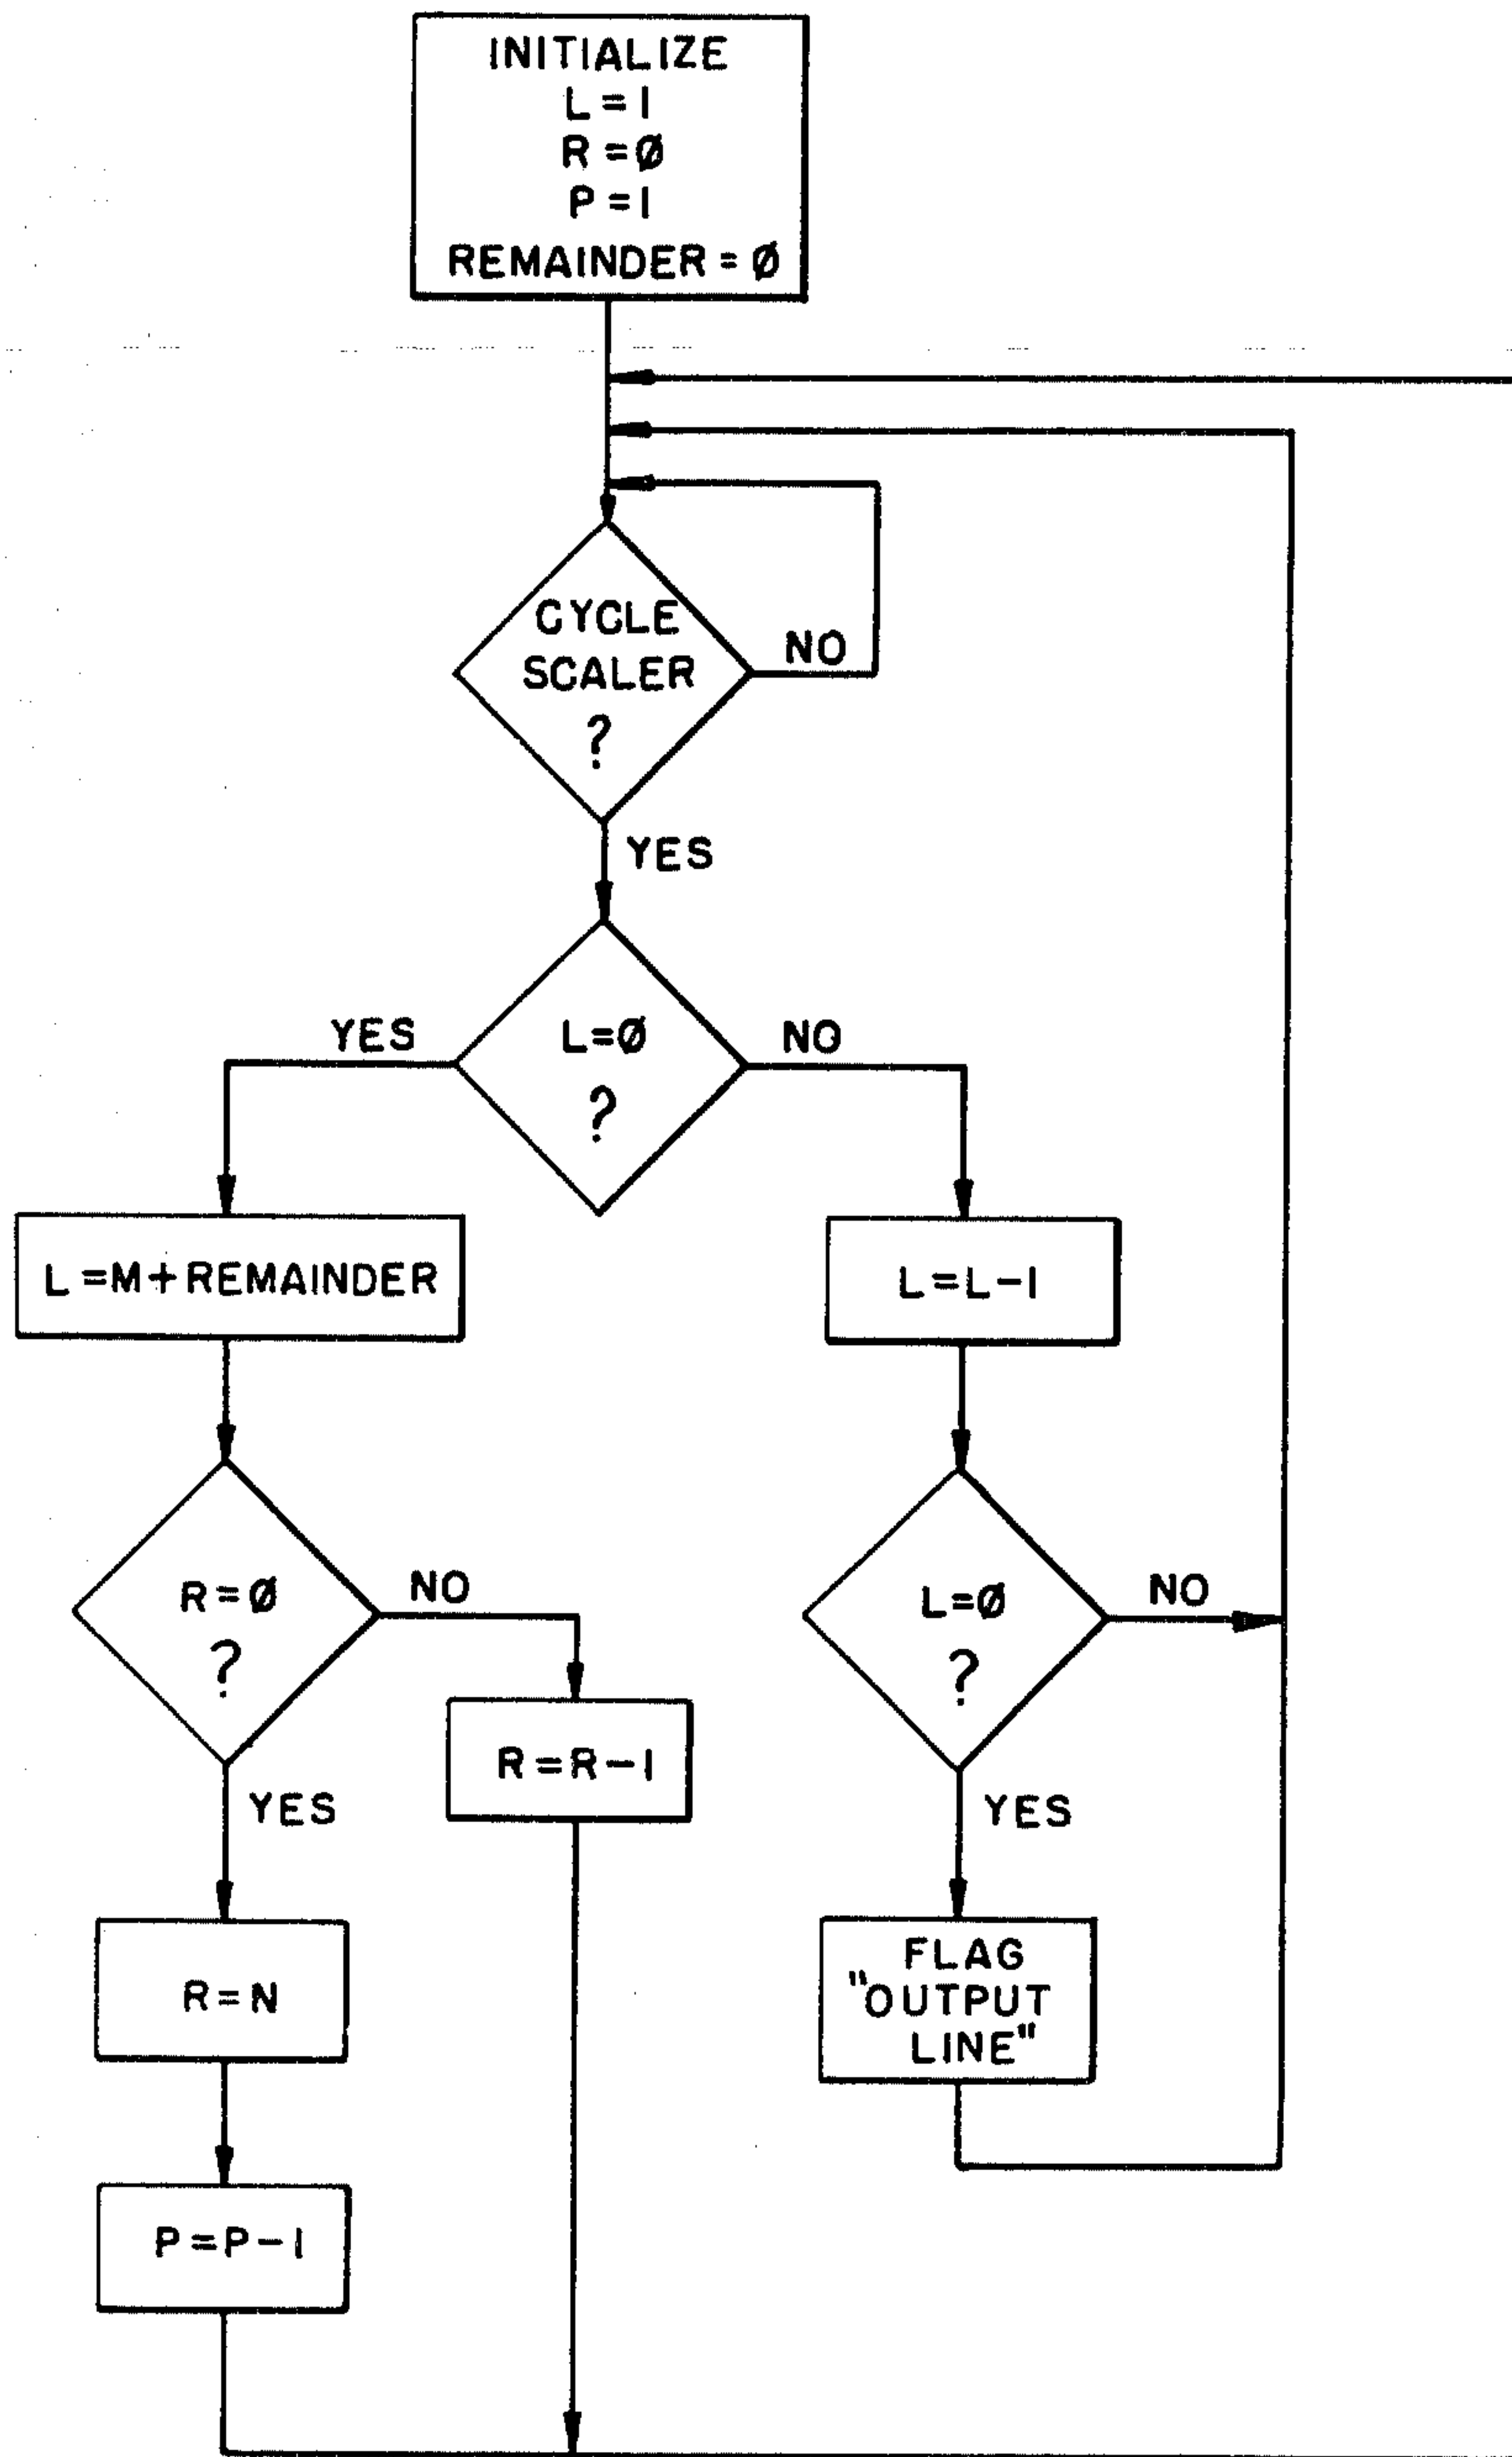 INITIALIZE
L=1
R=Ø
P=1
REMAINDER=Ø
CYCLE
SCALER
?
NO
YES
L=Ø
?
YES
NO
L=M+REMAINDER
L=L-1
R=Ø
?
NO
YES
L=Ø
?
NO
YES
R=R-1
R=N
FLAG
"OUTPUT
LINE"
P=P-1